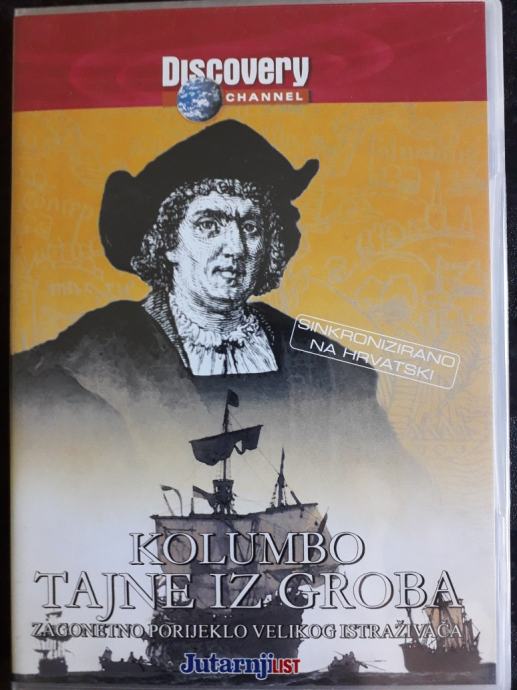 Discovery
CHANNEL
SINKRONIZIRANO
NA HRVATSKI
KOLUMBO
TAJNE IZ GROBA
ZAGONETNO PORIJEKLO VELIKOG ISTRAŽIVAČA
Jutarnji LIST